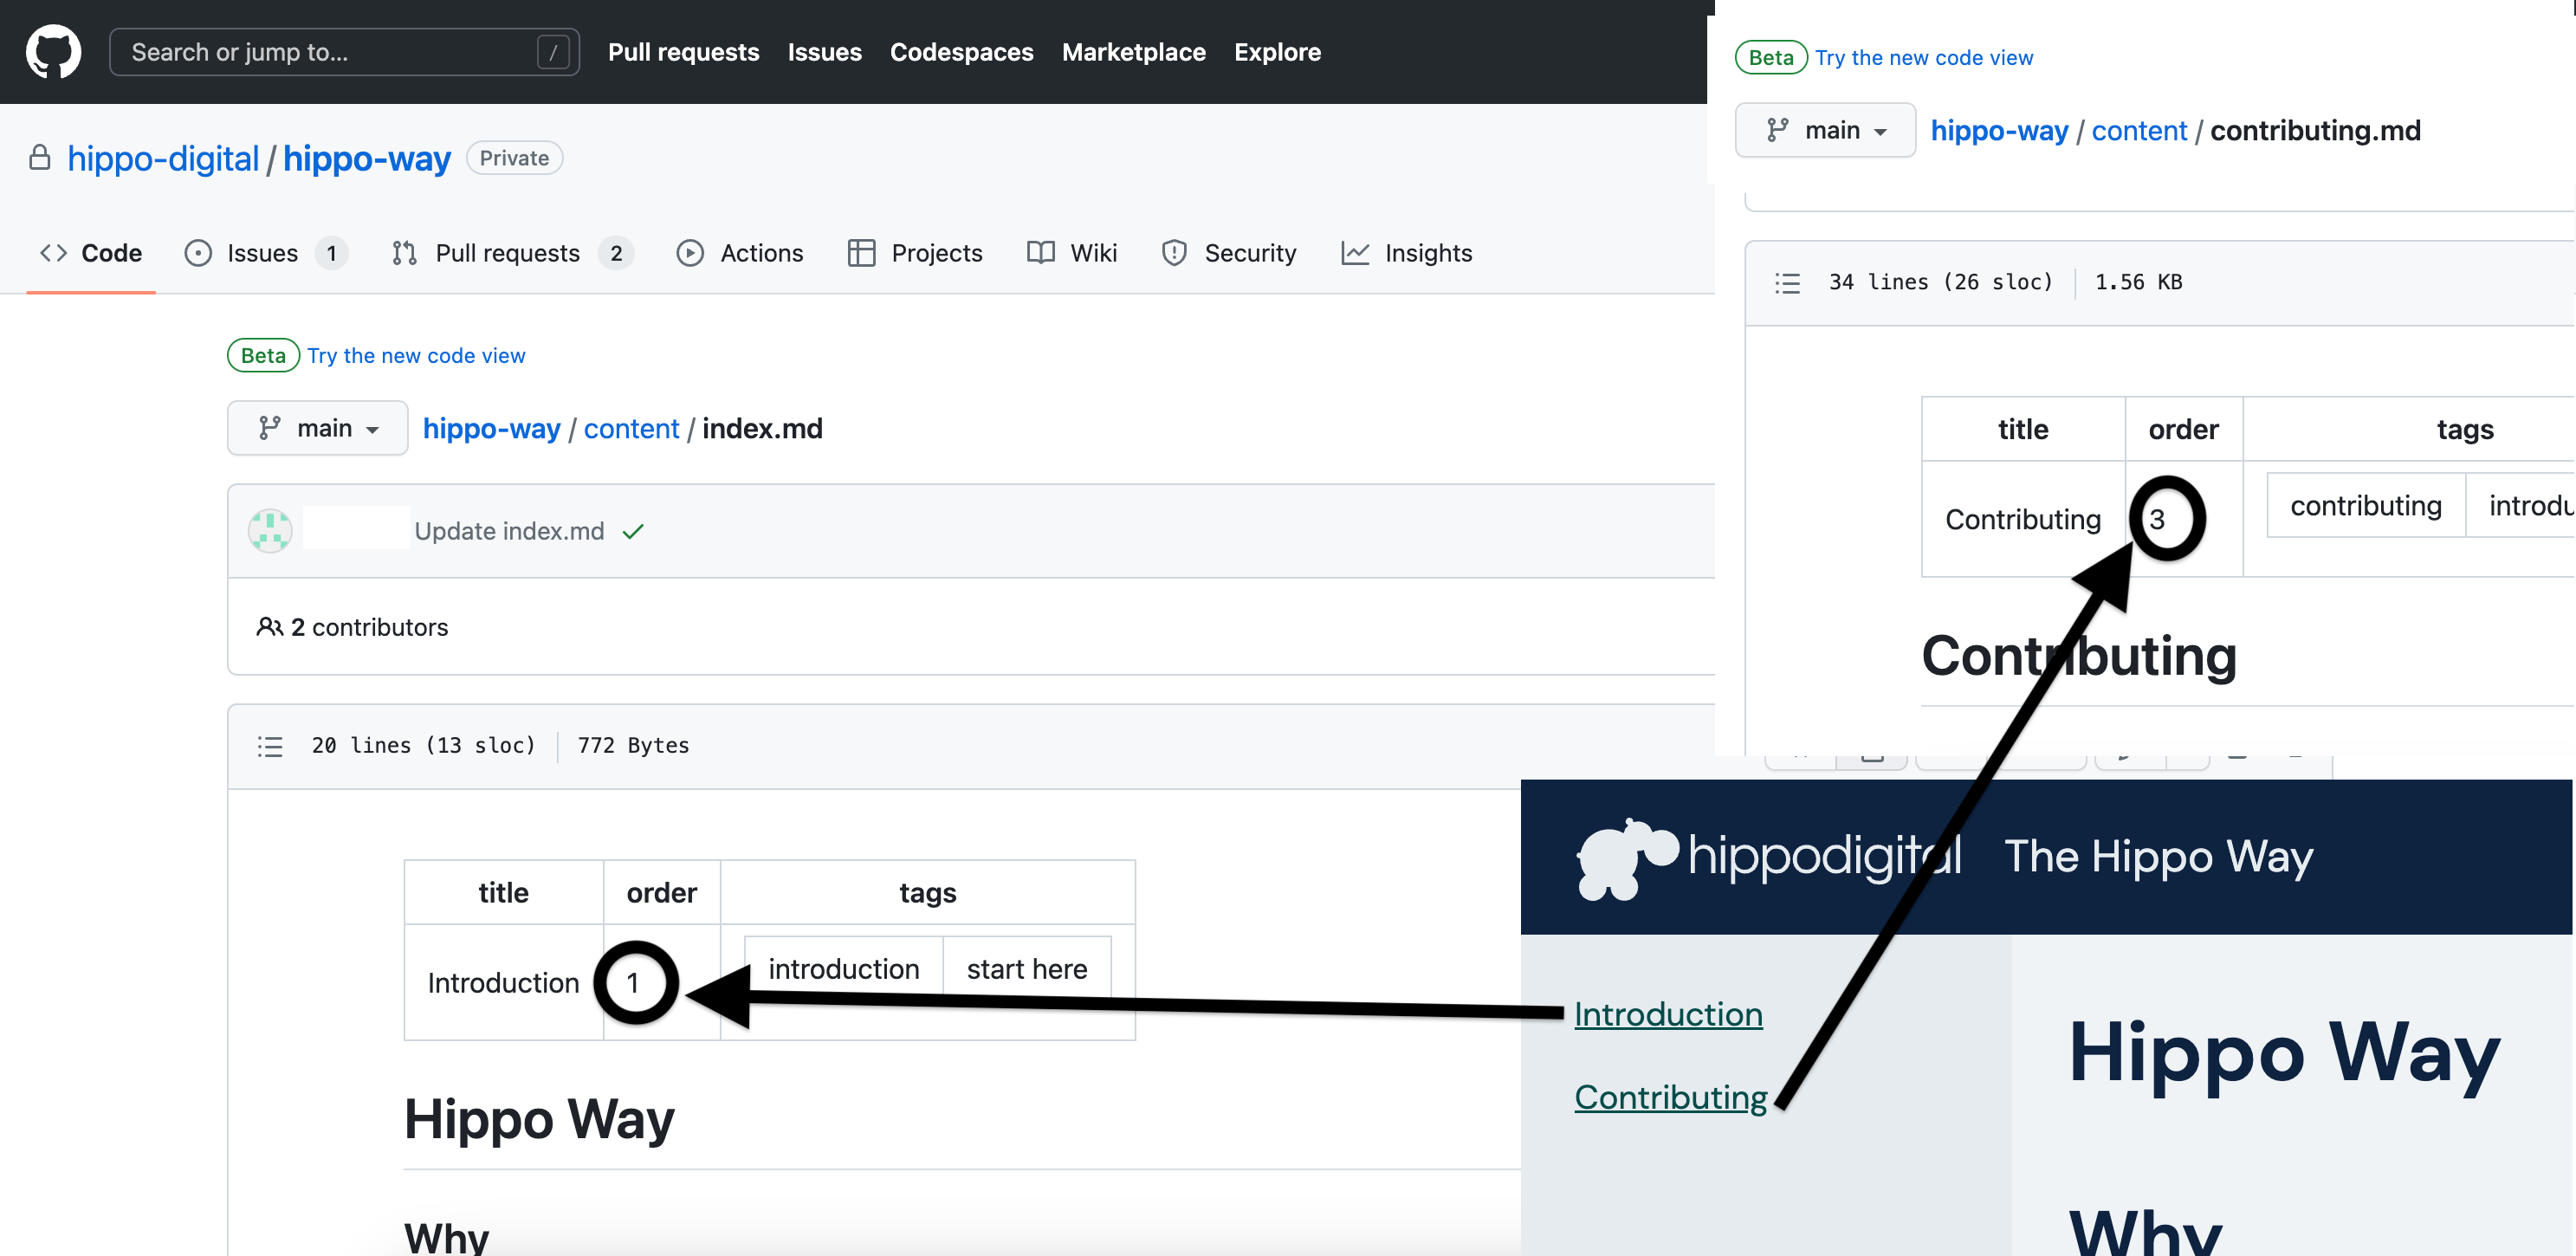 Search or jump to... /
Pull requests Issues Codespaces Marketplace Explore
hippo-digital / hippo-way Private
Code Issues 1 Pull requests 2 Actions Projects Wiki Security Insights
Beta Try the new code view
main hippo-way / content / index.md
Update index.md
2 contributors
20 lines (13 sloc) 772 Bytes
title order tags
Introduction 1 introduction start here
Hippo Way
Why
Beta Try the new code view
main hippo-way / content / contributing.md
34 lines (26 sloc) 1.56 KB
title order tags
Contributing 3 contributing
Contributing
hippodigital The Hippo Way
Introduction
Contributing
Hippo Way
Why